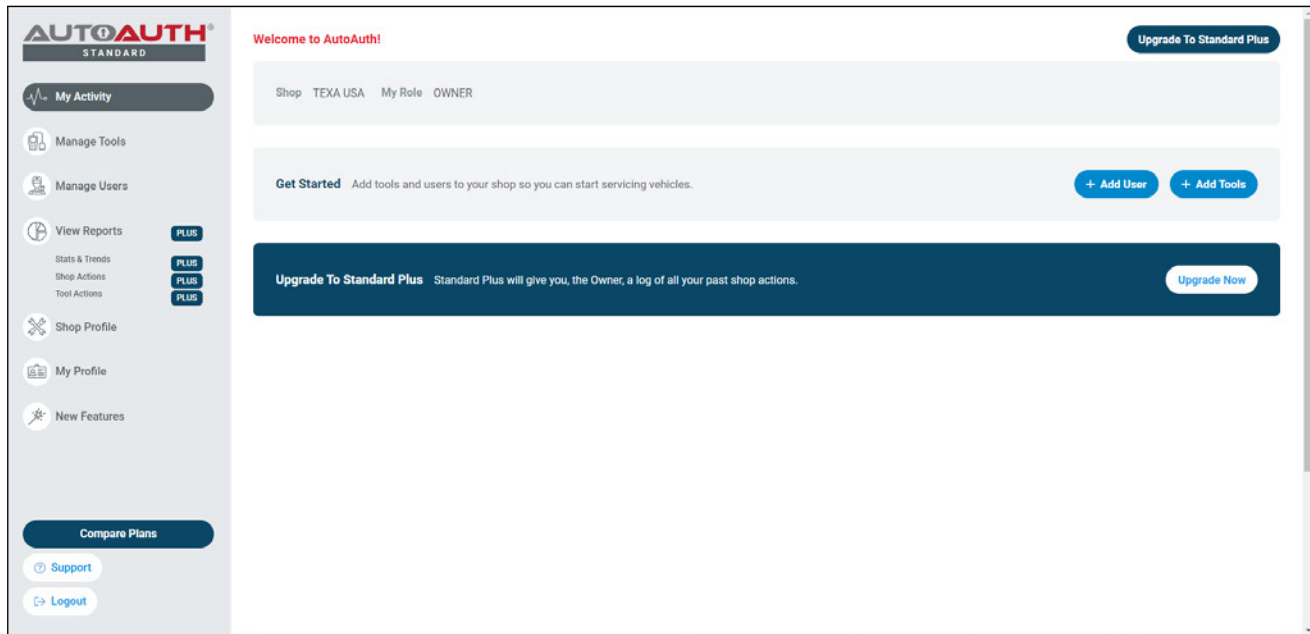 AUTOAUTH®
STANDARD
My Activity
Manage Tools
Manage Users
View Reports PLUS
Stats & Trends PLUS
Shop Actions PLUS
Tool Actions PLUS
Shop Profile
My Profile
New Features
Compare Plans
Support
Logout
Welcome to AutoAuth!
Upgrade To Standard Plus
Shop TEXA USA My Role OWNER
Get Started Add tools and users to your shop so you can start servicing vehicles. + Add User + Add Tools
Upgrade To Standard Plus Standard Plus will give you, the Owner, a log of all your past shop actions. Upgrade Now